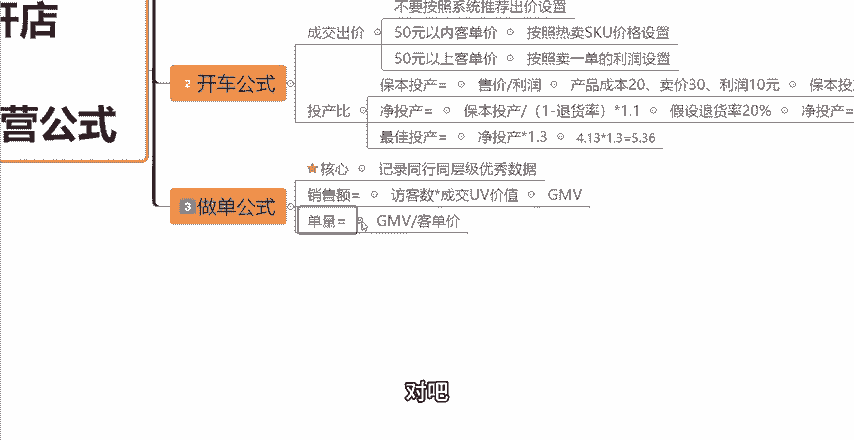 开店
营公式
不要按照系统推荐出价设置
成交出价
50元以内客单价 按照热卖SKU价格设置
50元以上客单价 按照卖一单的利润设置
2 开车公式
保本投产= 售价/利润 产品成本20、卖价30、利润10元 保本投
投产比
净投产= 保本投产/（1-退货率）*1.1 假设退货率20% 净投产=
最佳投产= 净投产*1.3 4.13*1.3=5.36
核心 记录同行同层级优秀数据
3 做单公式
销售额= 访客数*成交UV价值 GMV
单量= GMV/客单价
对吧